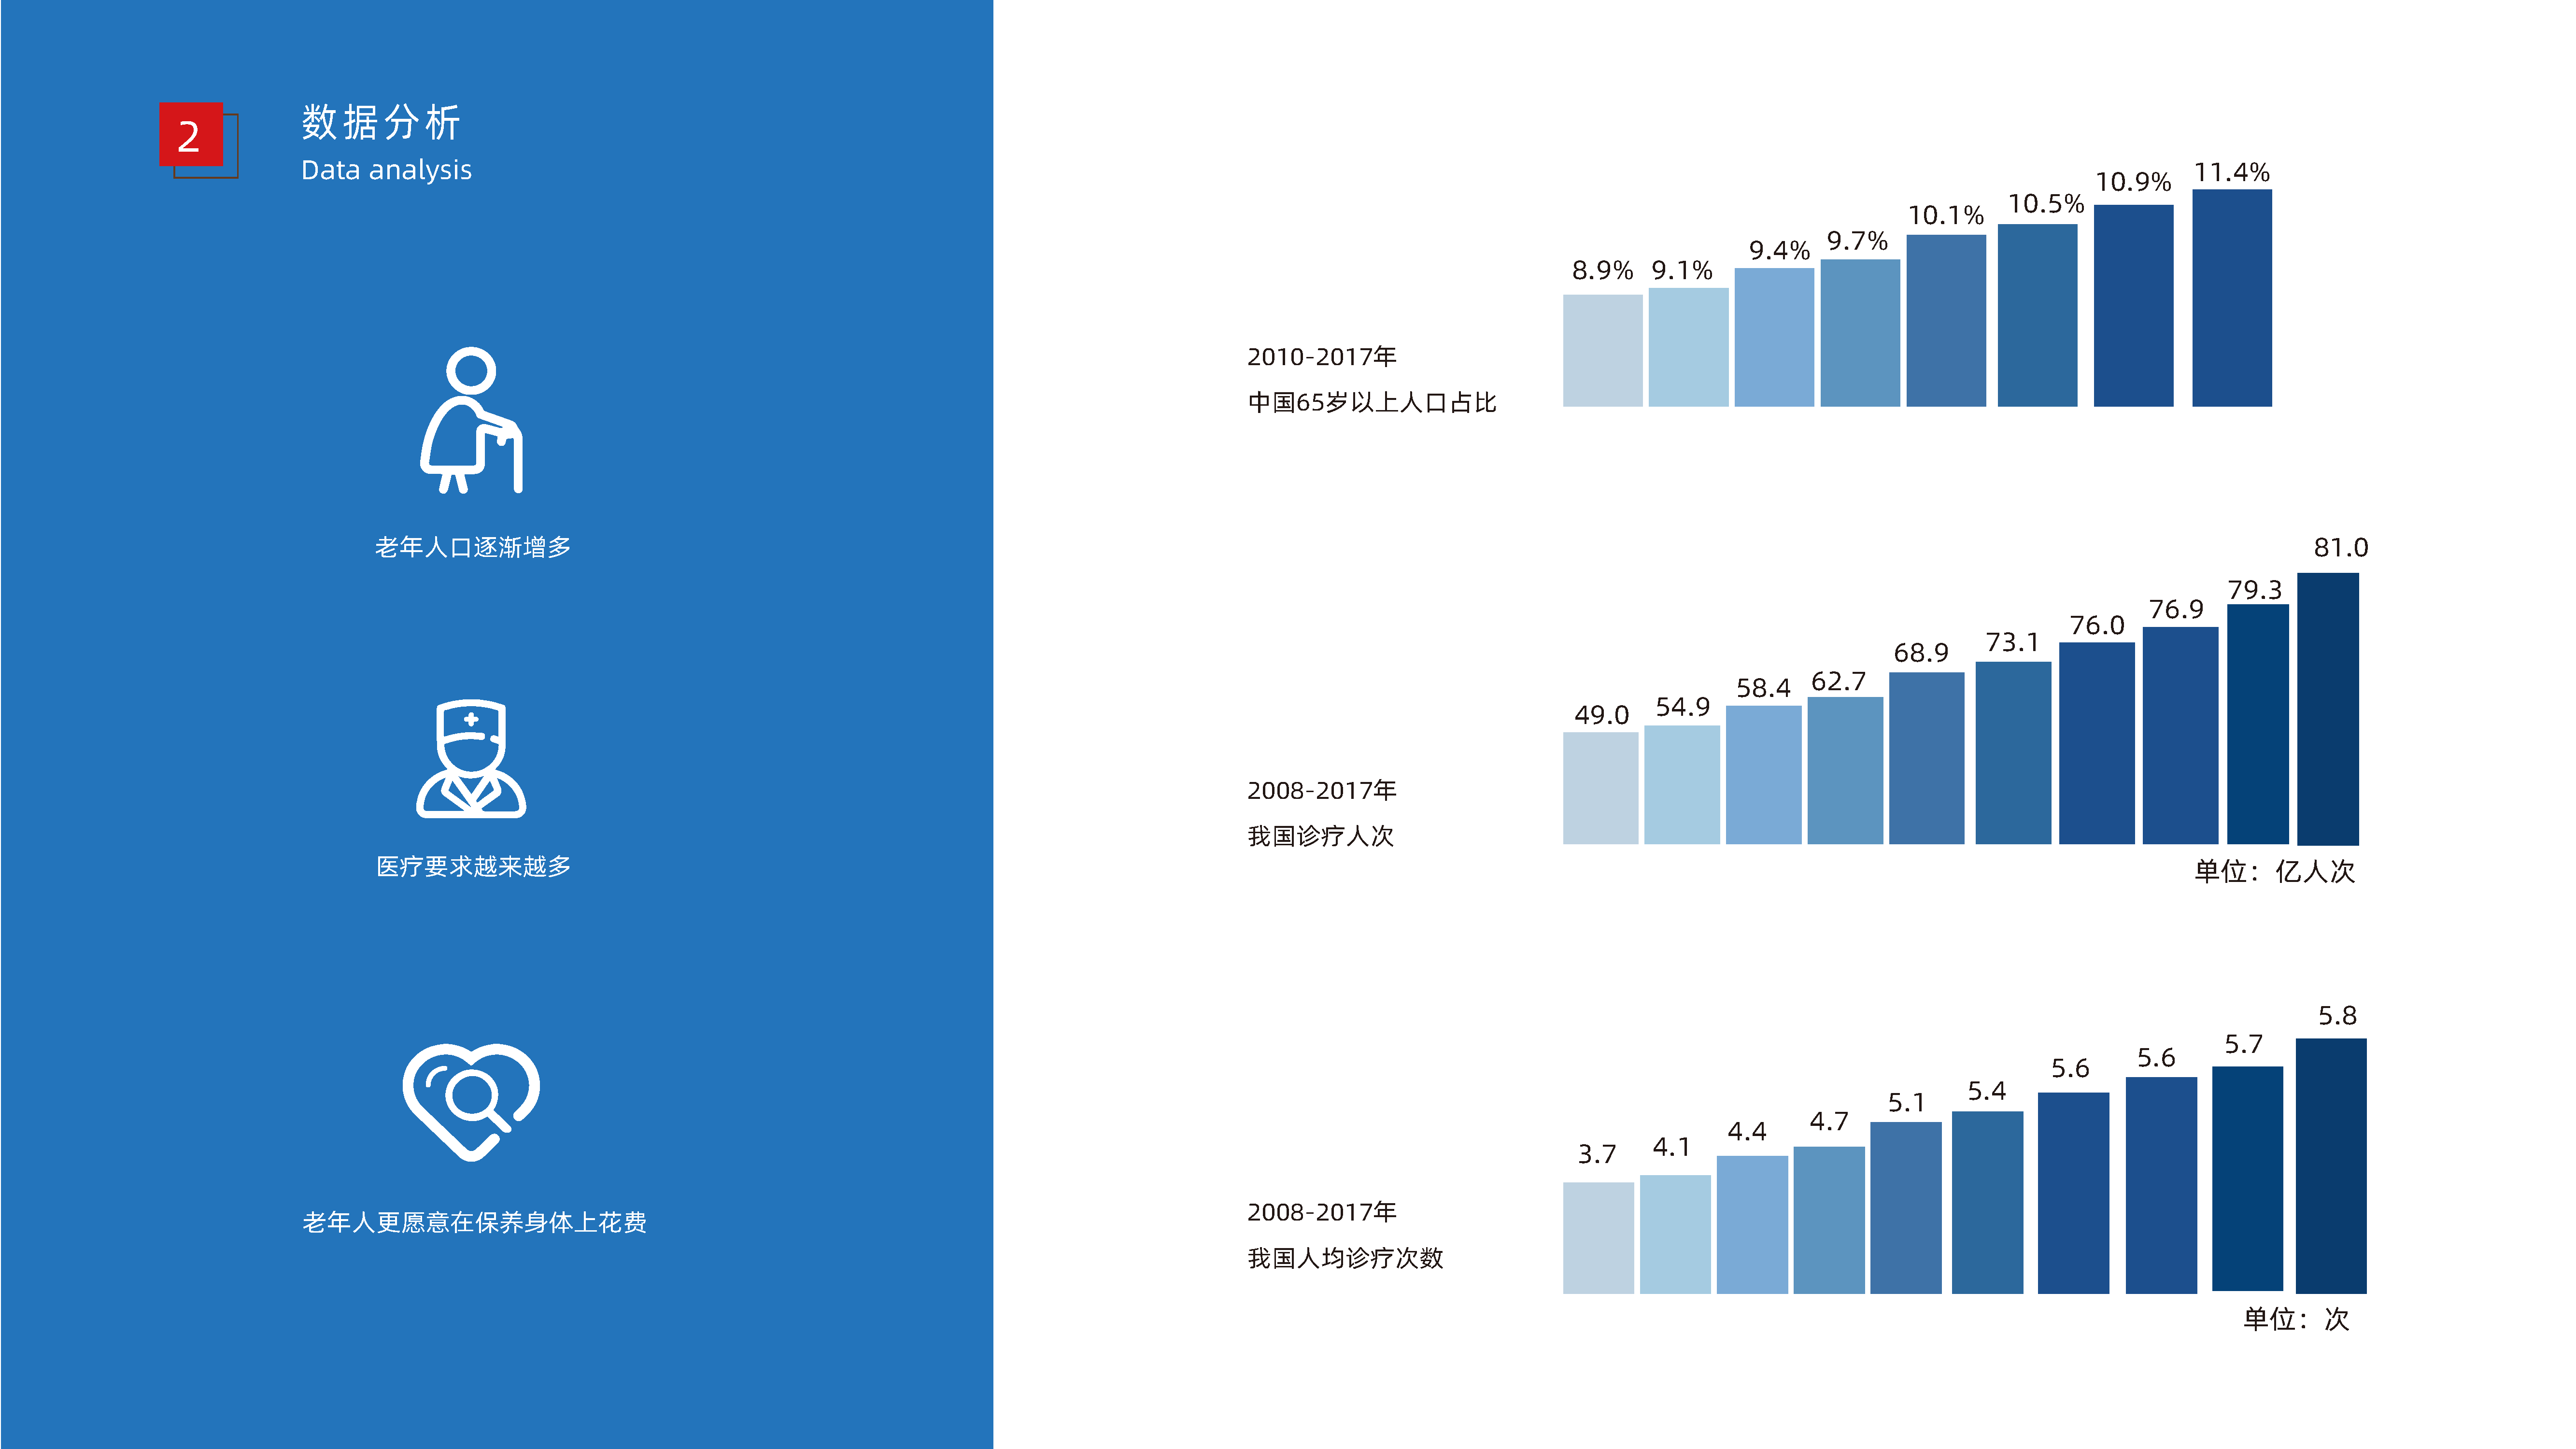 2
数据分析
Data analysis
老年人口逐渐增多
医疗要求越来越多
老年人更愿意在保养身体上花费
2010-2017年
中国65岁以上人口占比
8.9%
9.1%
9.4%
9.7%
10.1%
10.5%
10.9%
11.4%
2008-2017年
我国诊疗人次
49.0
54.9
58.4
62.7
68.9
73.1
76.0
76.9
79.3
81.0
单位：亿人次
2008-2017年
我国人均诊疗次数
3.7
4.1
4.4
4.7
5.1
5.4
5.6
5.6
5.7
5.8
单位：次